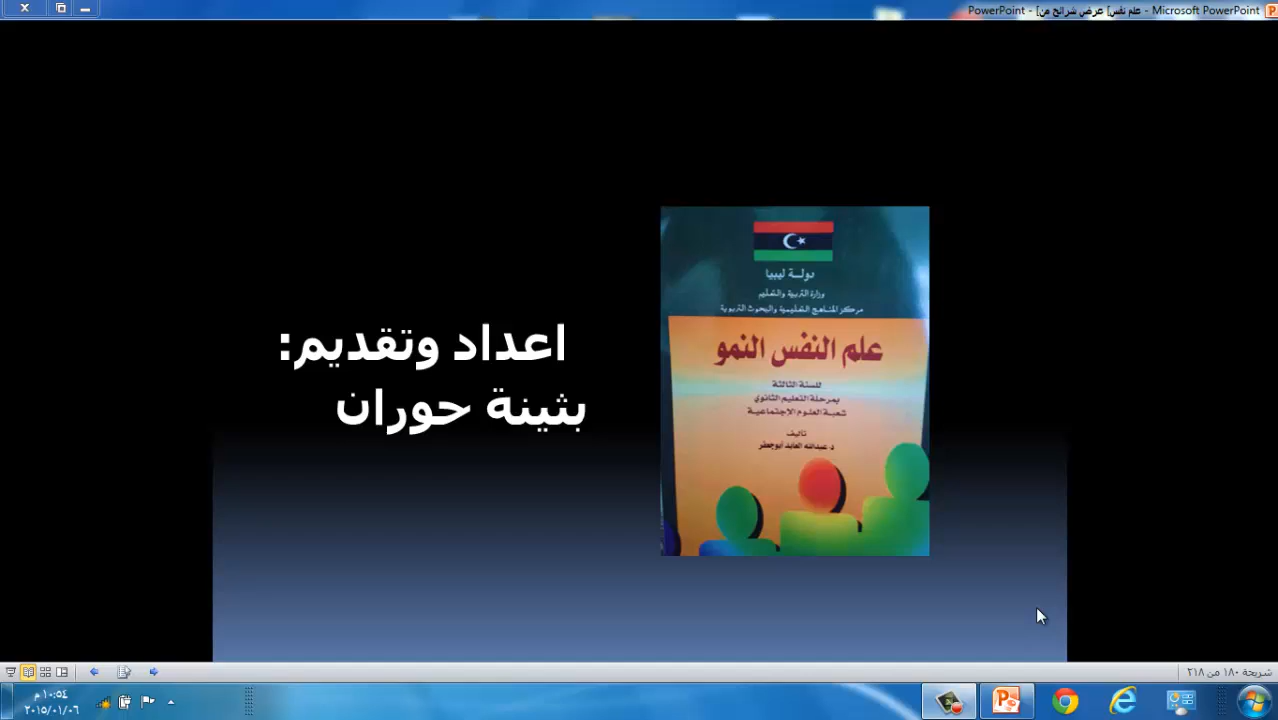 علم نفس] عرض شرائح من] - PowerPoint - Microsoft PowerPoint
اعداد وتقديم:
بثينة حوران
دولـة ليبيا
وزارة التربية والتعليم
مركز المناهج التعليمية والبحوث التربوية
علم النفس النمو
للسنة الثالثة
بمرحلة التعليم الثانوي
شعبة العلوم الاجتماعية
تأليف
د. عبدالله العابد أبوجعفر
شريحة ١٨٠ من ٢١٨
١٠:٥٤ م
٢٠١٥/٠١/٠٦